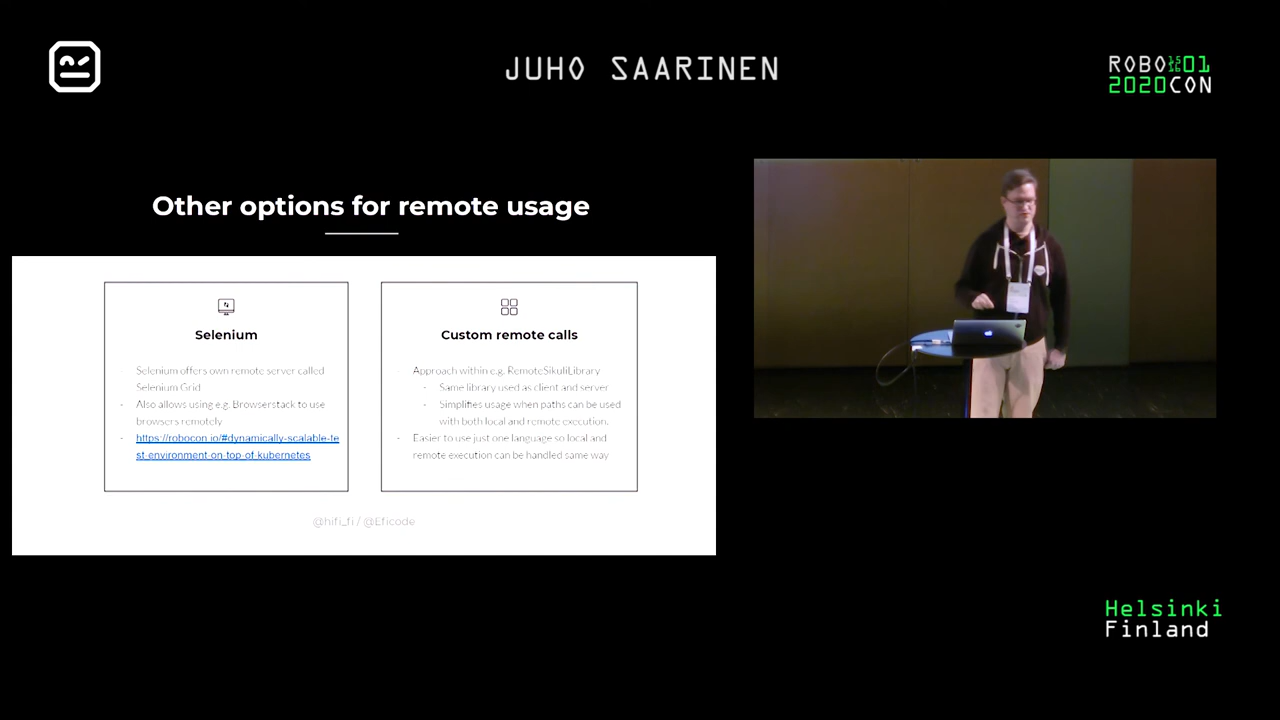 JUHO SAARINEN
ROBO 01
2020CON
Other options for remote usage
Selenium
- Selenium offers own remote server called
Selenium Grid
- Also allows using e.g. Browserstack to use
browsers remotely
- https://robocon.io/#dynamically-scalable-te
st-environment-on-top-of-kubernetes
Custom remote calls
- Approach within e.g. RemoteSikuliLibrary
- Same library used as client and server
- Simplifies usage when paths can be used
with both local and remote execution.
- Easier to use just one language so local and
remote execution can be handled same way
@hifi_fi / @Eficode
Helsinki
Finland